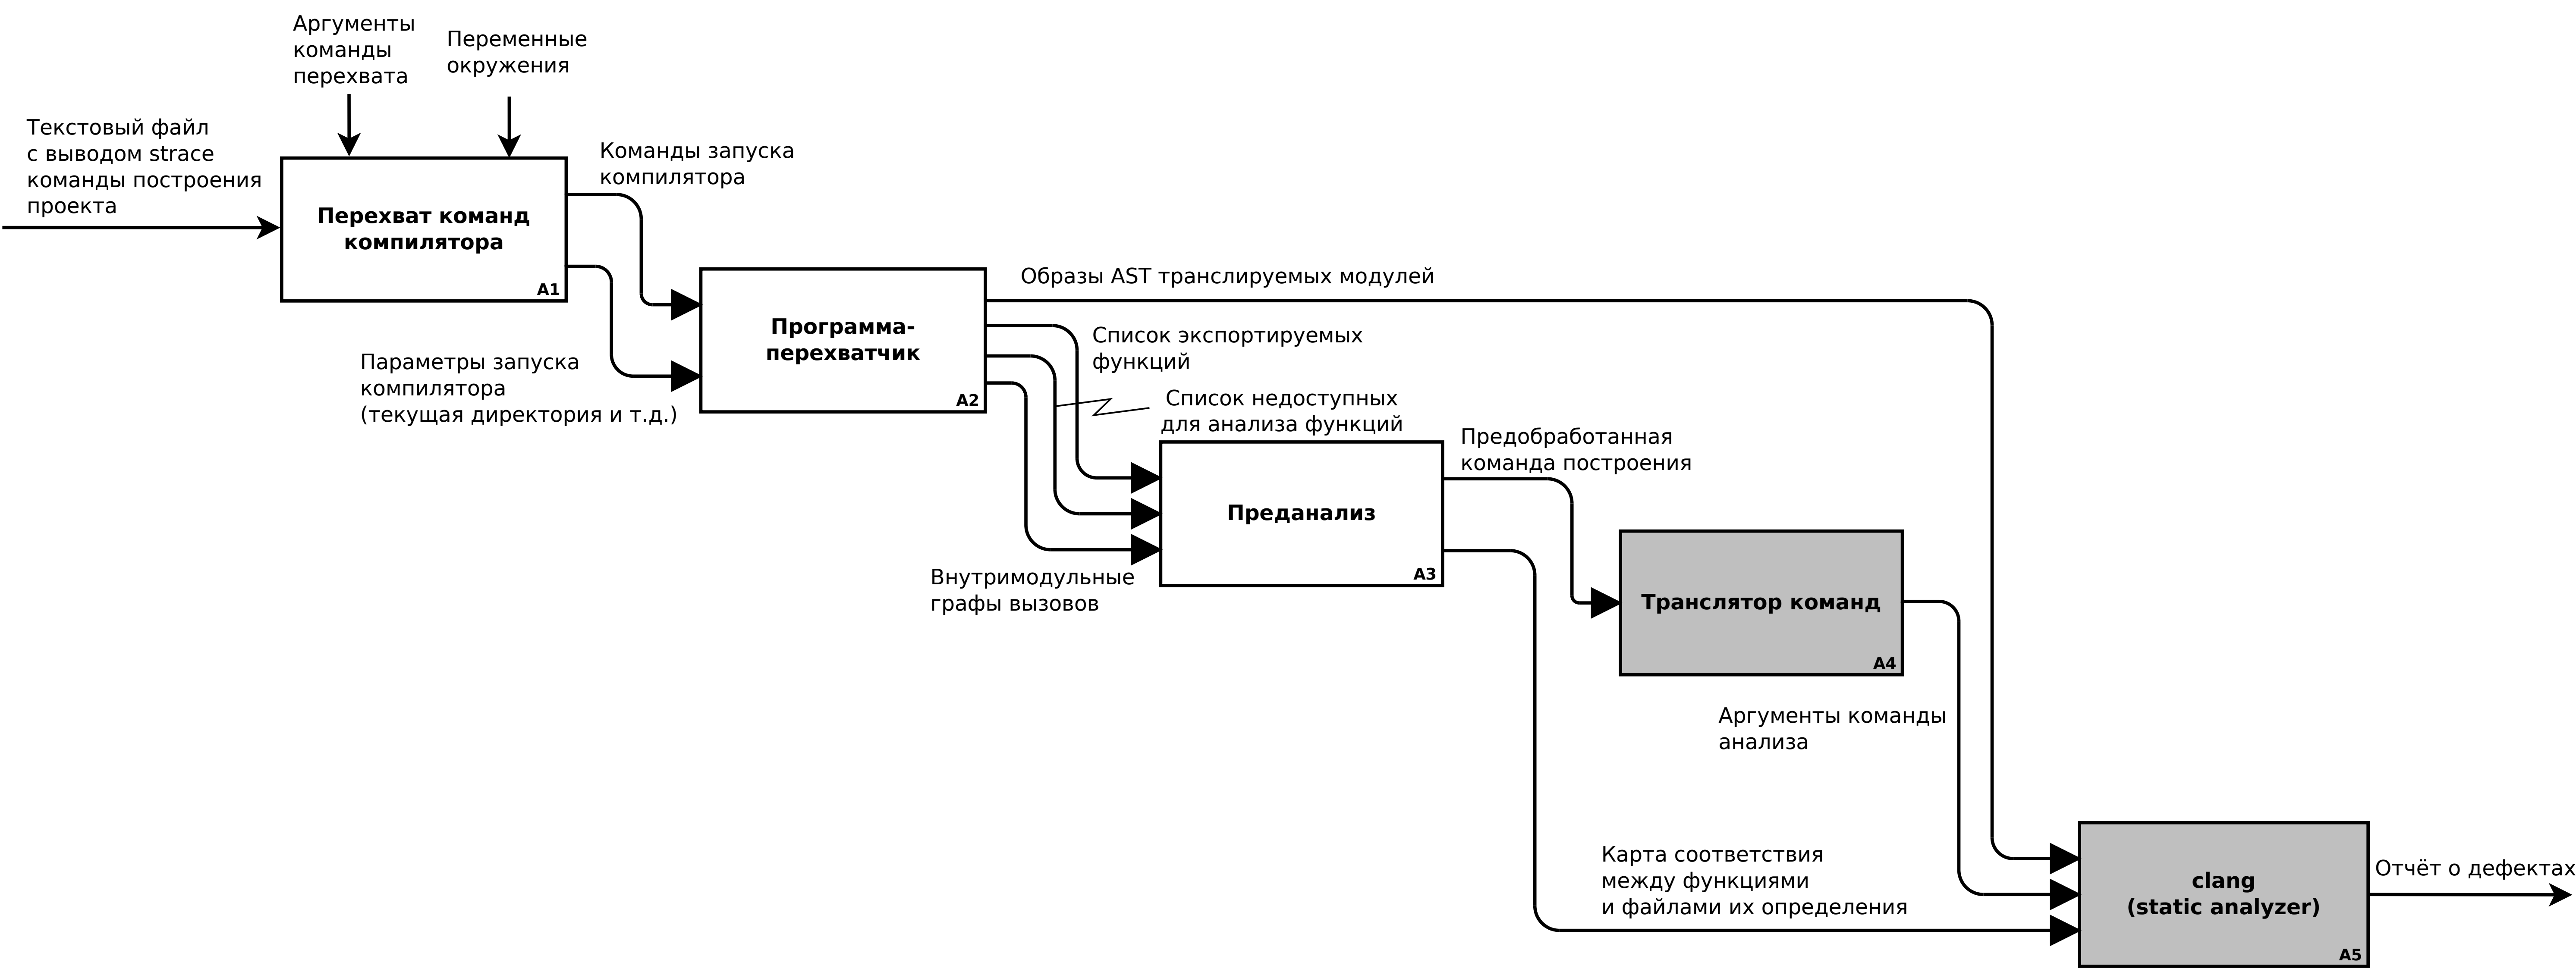 Аргументы
команды
перехвата
Переменные
окружения
Текстовый файл
с выводом strace
команды построения
проекта
Команды запуска
компилятора
Перехват команд
компилятора
A1
Параметры запуска
компилятора
(текущая директория и т.д.)
Программа-
перехватчик
A2
Образы AST транслируемых модулей
Список экспортируемых
функций
Список недоступных
для анализа функций
Внутримодульные
графы вызовов
Преданализ
A3
Предобработанная
команда построения
Транслятор команд
A4
Аргументы команды
анализа
Карта соответствия
между функциями
и файлами их определения
clang
(static analyzer)
A5
Отчёт о дефектах